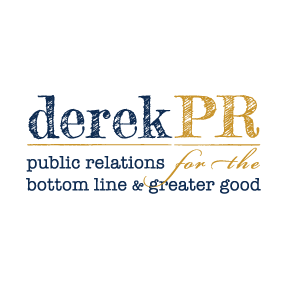 derekPR
public relations for the
bottom line & greater good